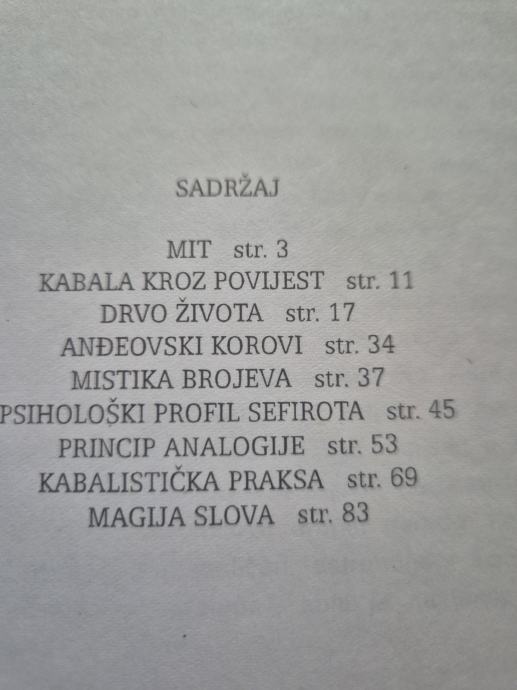 SADRŽAJ
MIT str. 3
KABALA KROZ POVIJEST str. 11
DRVO ŽIVOTA str. 17
ANĐEOVSKI KOROVI str. 34
MISTIKA BROJEVA str. 37
PSIHOLOŠKI PROFIL SEFIROTA str. 45
PRINCIP ANALOGIJE str. 53
KABALISTIČKA PRAKSA str. 69
MAGIJA SLOVA str. 83